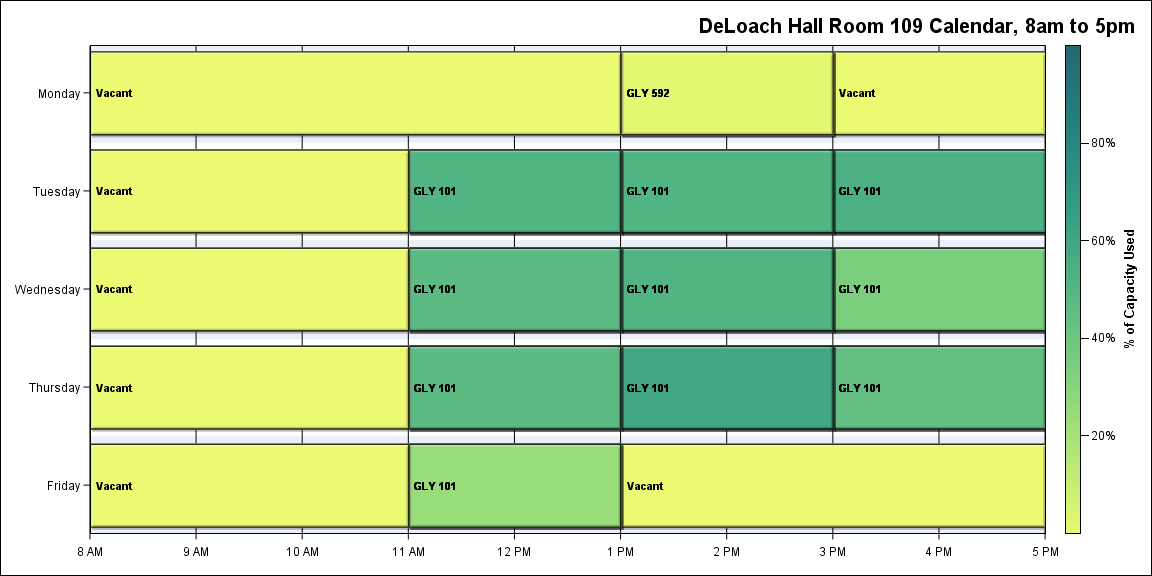 DeLoach Hall Room 109 Calendar, 8am to 5pm
Monday
Vacant
GLY 592
Vacant
Tuesday
Vacant
GLY 101
GLY 101
GLY 101
Wednesday
Vacant
GLY 101
GLY 101
GLY 101
Thursday
Vacant
GLY 101
GLY 101
GLY 101
Friday
Vacant
GLY 101
Vacant
8 AM
9 AM
10 AM
11 AM
12 PM
1 PM
2 PM
3 PM
4 PM
5 PM
80%
60%
40%
20%
% of Capacity Used